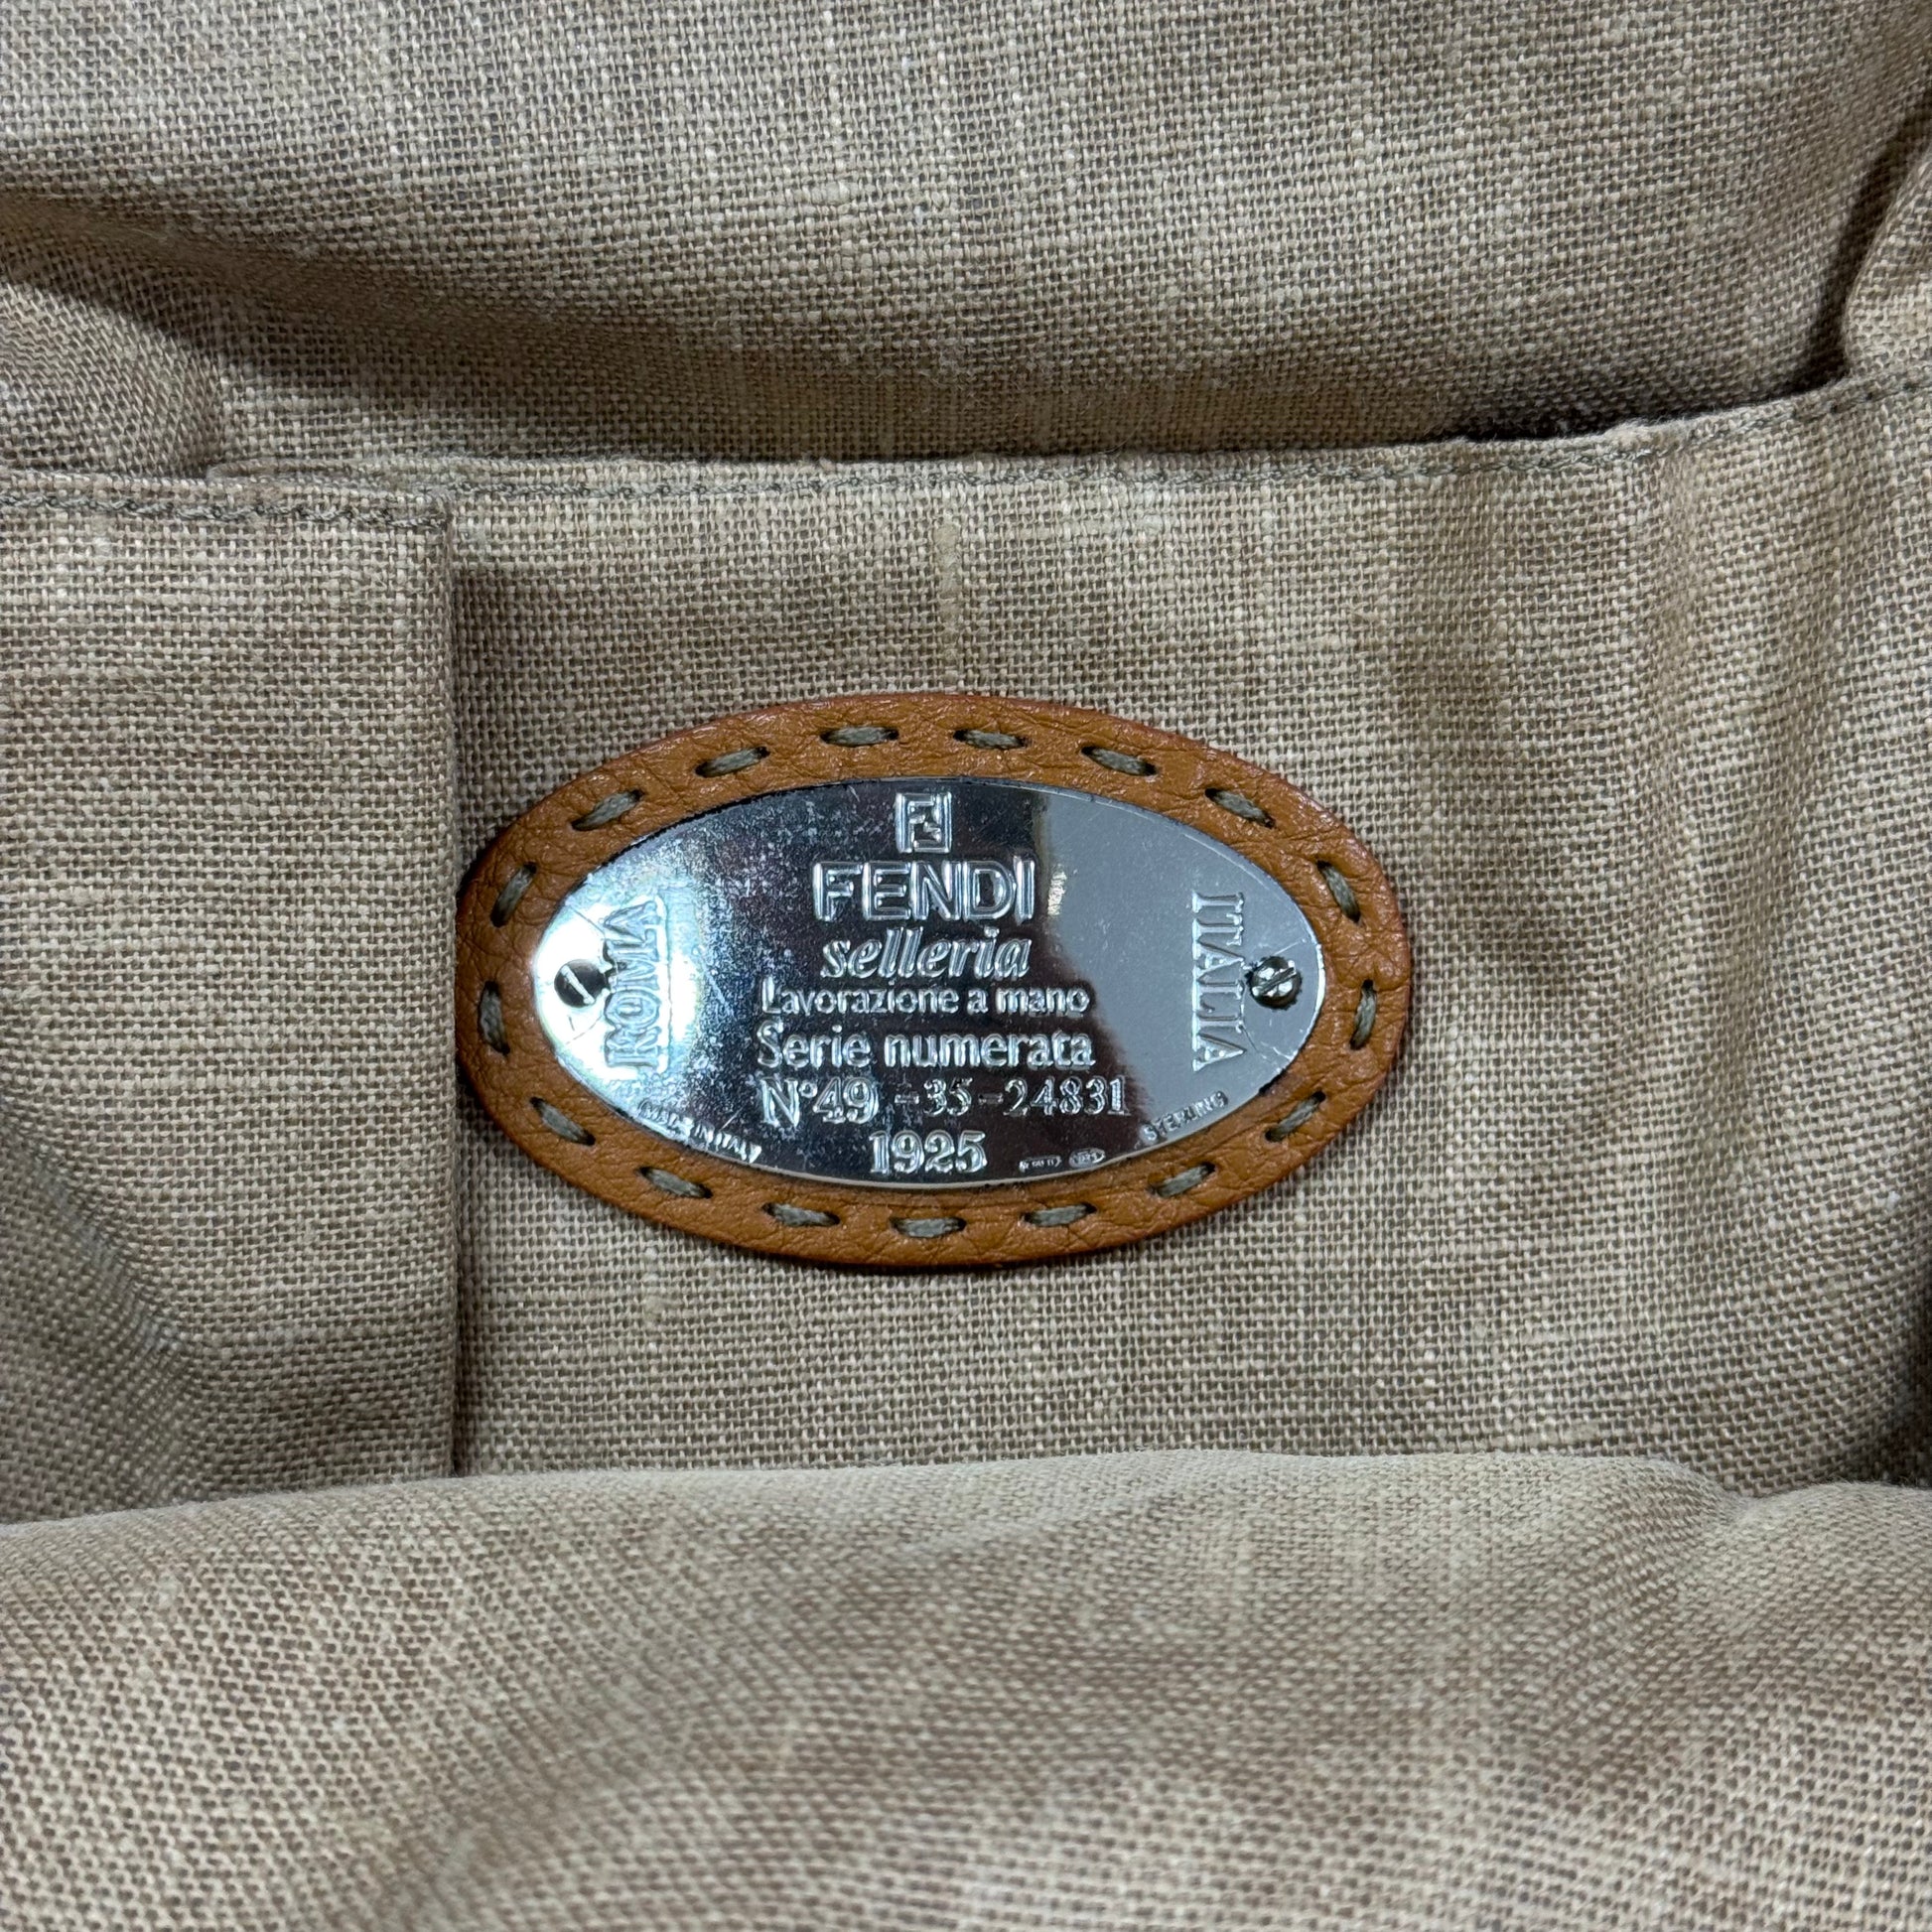 FENDI
selleria
Lavorazione a mano
Serie numerata
N°49 -35-24831
1925
ROMA
ITALIA
MADE IN ITALY
STERLING